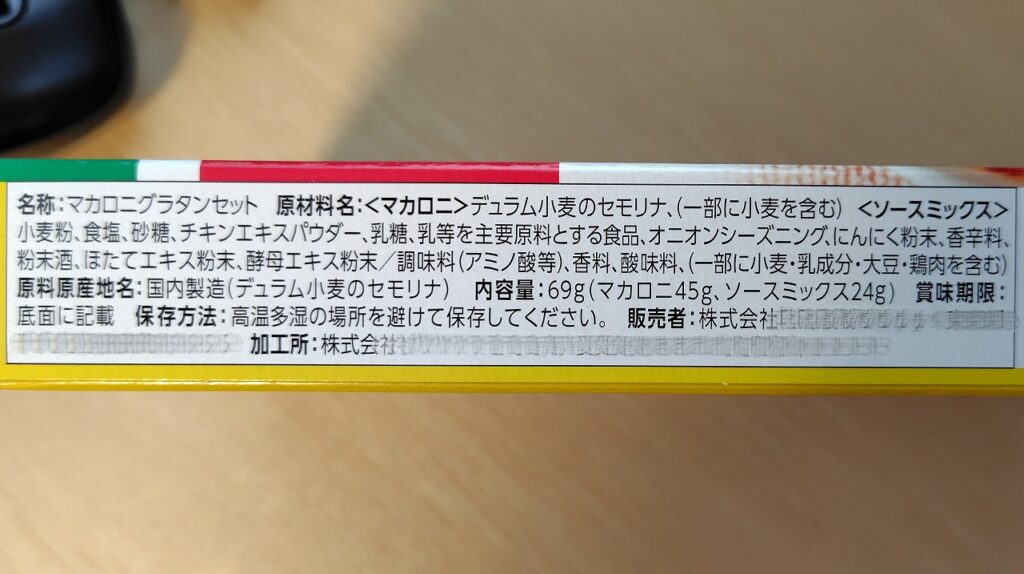 名称:マカロニグラタンセット 原材料名:<マカロニ>デュラム小麦のセモリナ、(一部に小麦を含む) <ソースミックス>
小麦粉、食塩、砂糖、チキンエキスパウダー、乳糖、乳等を主要原料とする食品、オニオンシーズニング、にんにく粉末、香辛料、
粉末酒、ほたてエキス粉末、酵母エキス粉末/調味料(アミノ酸等)、香料、酸味料、(一部に小麦・乳成分・大豆・鶏肉を含む)
原料原産地名:国内製造(デュラム小麦のセモリナ) 内容量:69g(マカロニ45g、ソースミックス24g) 賞味期限:
底面に記載 保存方法:高温多湿の場所を避けて保存してください。 販売者:株式会社
加工所:株式会社